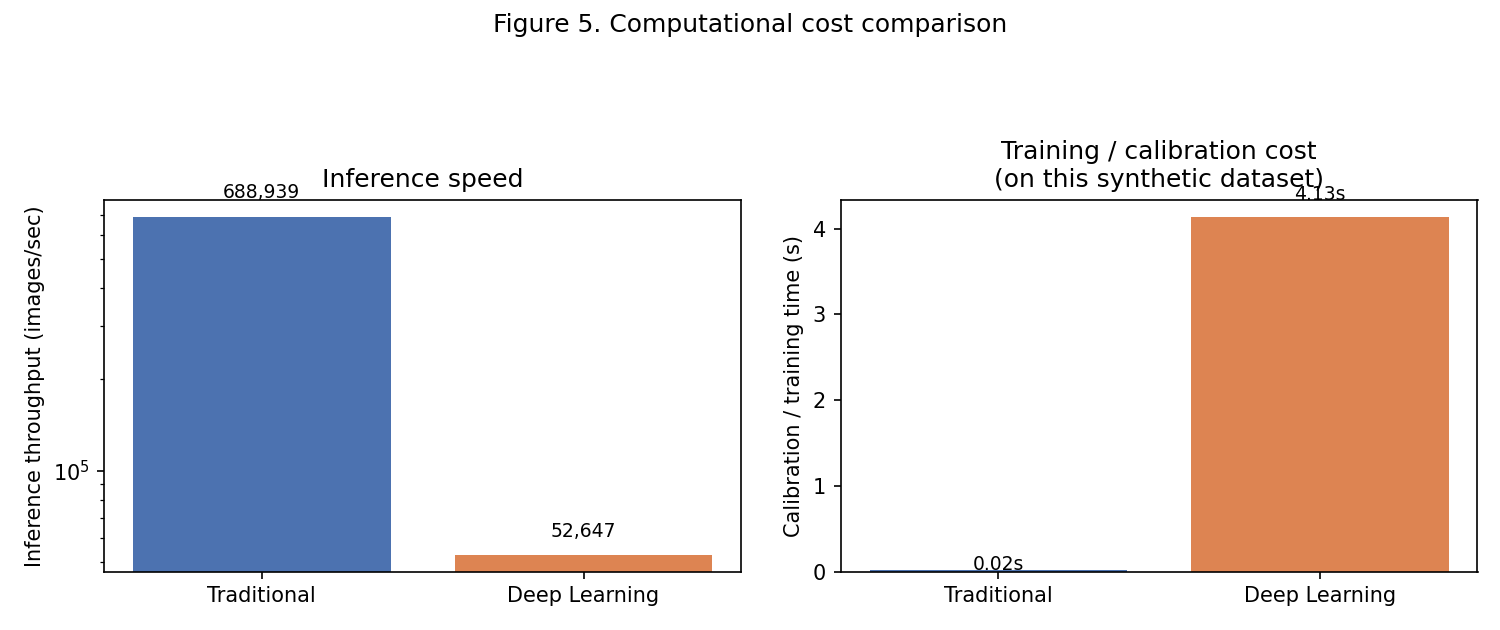 Figure 5. Computational cost comparison
Inference speed
688,939
Inference throughput (images/sec)
10⁵
52,647
Traditional
Deep Learning
Training / calibration cost
(on this synthetic dataset)
4.13s
Calibration / training time (s)
4
3
2
1
0
0.02s
Traditional
Deep Learning